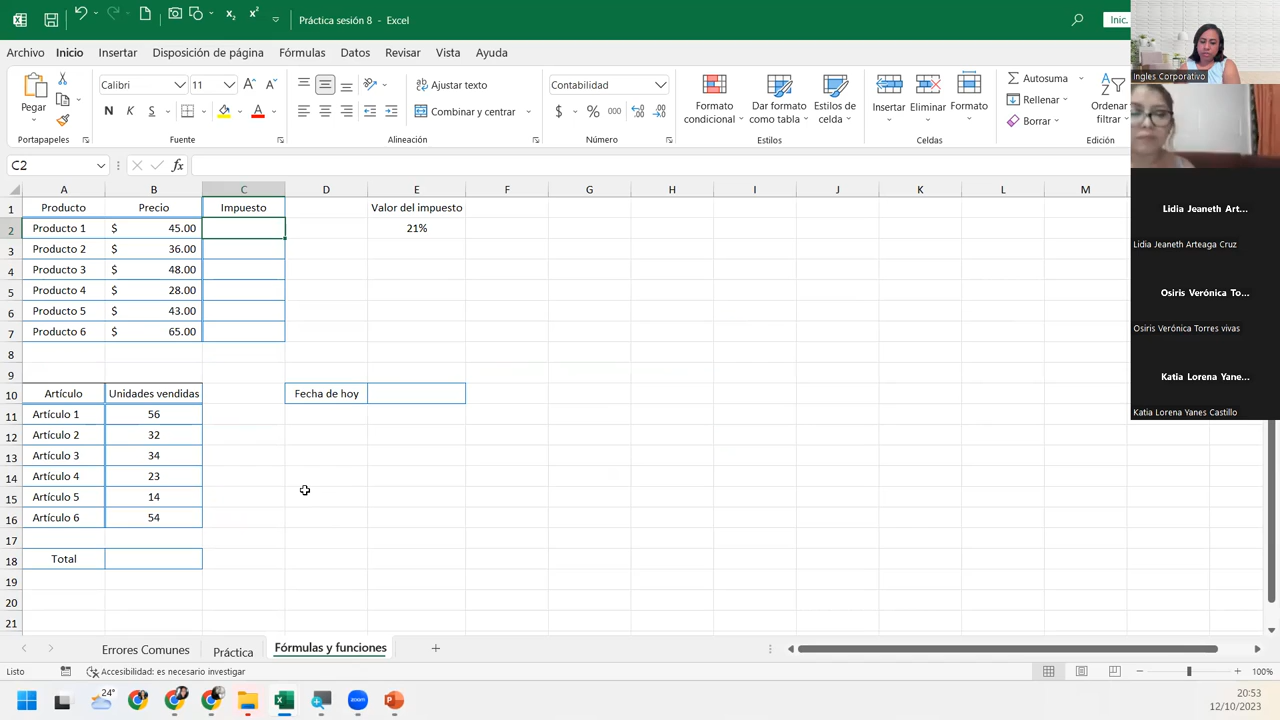 Práctica sesión 8 - Excel
Inic.
Archivo Inicio Insertar Disposición de página Fórmulas Datos Revisar Vista Ayuda
Pegar
Calibri 11
N K S
Ajustar texto
Combinar y centrar
Contabilidad
$ % 000
Formato condicional
Dar formato como tabla
Estilos de celda
Insertar Eliminar Formato
Autosuma
Rellenar
Borrar
Ordenar
filtrar
Portapapeles Fuente Alineación Número Estilos Celdas Edición
C2 fx
A B C D E F G H I J K L M
1 Producto Precio Impuesto Valor del impuesto
2 Producto 1 $ 45.00 21%
3 Producto 2 $ 36.00
4 Producto 3 $ 48.00
5 Producto 4 $ 28.00
6 Producto 5 $ 43.00
7 Producto 6 $ 65.00
8
9
10 Artículo Unidades vendidas Fecha de hoy
11 Artículo 1 56
12 Artículo 2 32
13 Artículo 3 34
14 Artículo 4 23
15 Artículo 5 14
16 Artículo 6 54
17
18 Total
19
20
21
Errores Comunes Práctica Fórmulas y funciones
Listo Accesibilidad: es necesario investigar 100%
24°
20:53
12/10/2023
Ingles Corporativo
Lidia Jeaneth Art...
Lidia Jeaneth Arteaga Cruz
Osiris Verónica To...
Osiris Verónica Torres vivas
Katia Lorena Yane...
Katia Lorena Yanes Castillo